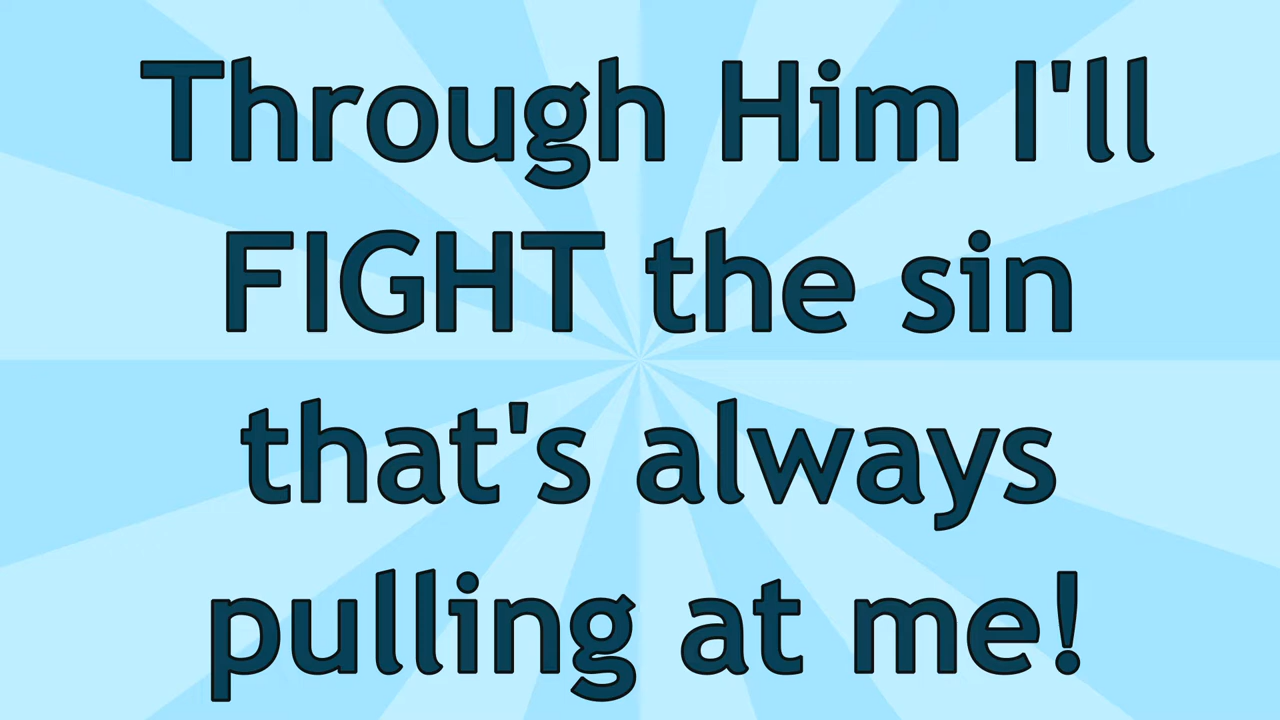 Through Him I'll
FIGHT the sin
that's always
pulling at me!